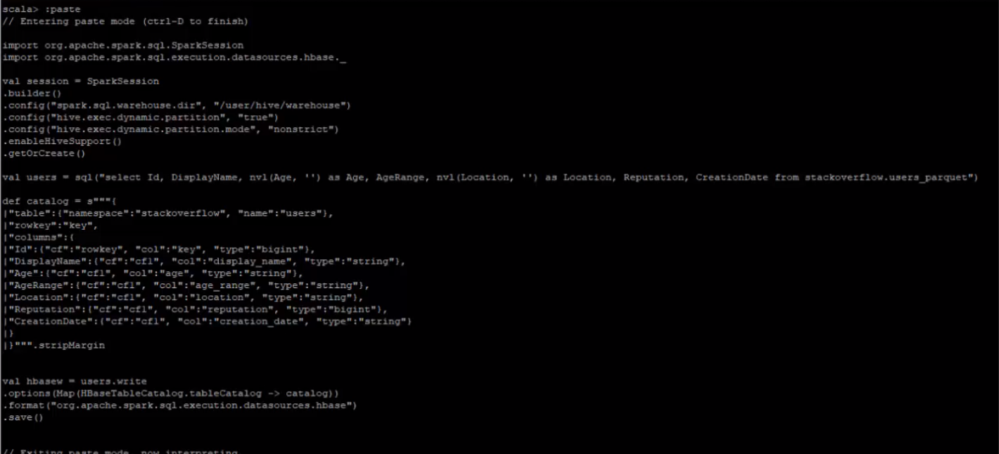 scala> :paste
// Entering paste mode (ctrl-D to finish)
import org.apache.spark.sql.SparkSession
import org.apache.spark.sql.execution.datasources.hbase._
val session = SparkSession
.builder()
.config("spark.sql.warehouse.dir", "/user/hive/warehouse")
.config("hive.exec.dynamic.partition", "true")
.config("hive.exec.dynamic.partition.mode", "nonstrict")
.enableHiveSupport()
.getOrCreate()
val users = sql("select Id, DisplayName, nvl(Age, '') as Age, AgeRange, nvl(Location, '') as Location, Reputation, CreationDate from stackoverflow.users_parquet")
def catalog = s"""{
|"table":{"namespace":"stackoverflow", "name":"users"},
|"rowkey":"key",
|"columns":{
|"Id":{"cf":"rowkey", "col":"key", "type":"bigint"},
|"DisplayName":{"cf":"cf1", "col":"display_name", "type":"string"},
|"Age":{"cf":"cf1", "col":"age", "type":"string"},
|"AgeRange":{"cf":"cf1", "col":"age_range", "type":"string"},
|"Location":{"cf":"cf1", "col":"location", "type":"string"},
|"Reputation":{"cf":"cf1", "col":"reputation", "type":"bigint"},
|"CreationDate":{"cf":"cf1", "col":"creation_date", "type":"string"}
|}
|}""".stripMargin
val hbasew = users.write
.options(Map(HBaseTableCatalog.tableCatalog -> catalog))
.format("org.apache.spark.sql.execution.datasources.hbase")
.save()
// Exiting paste mode, now interpreting.